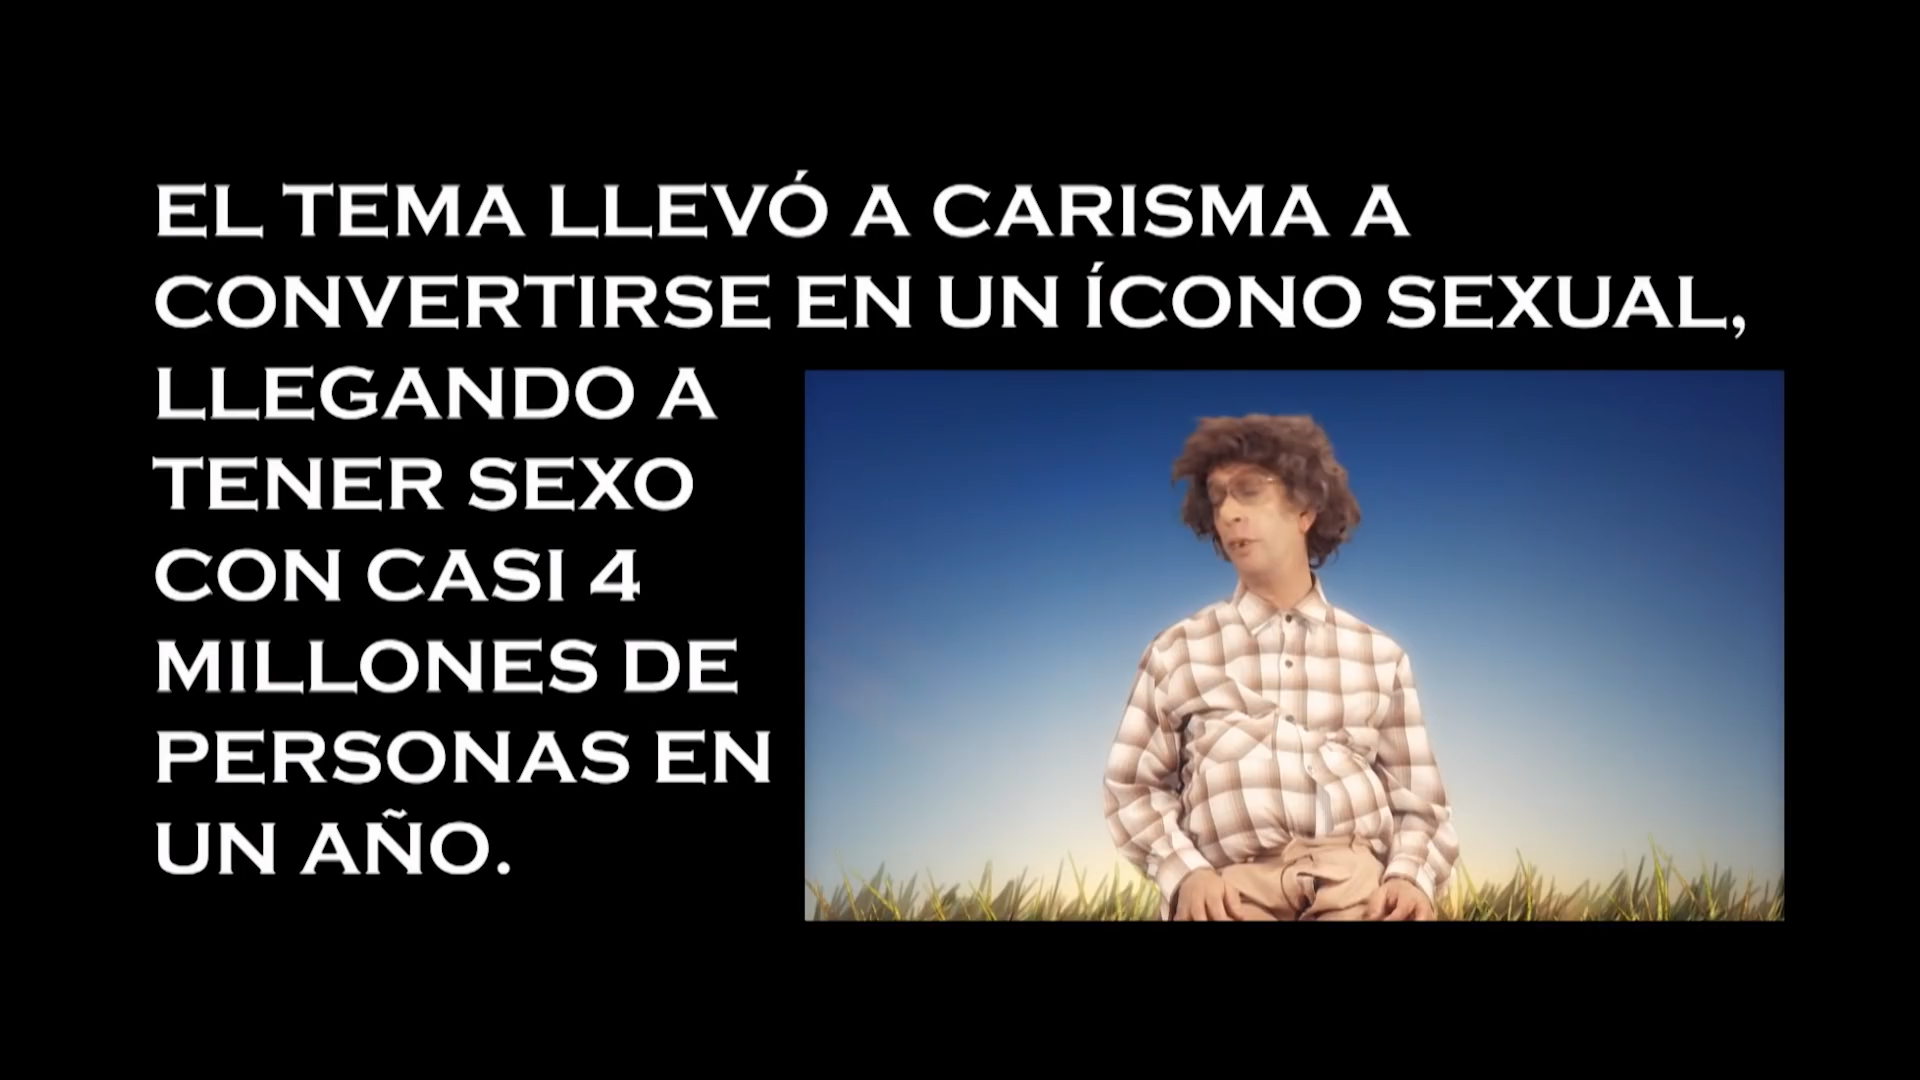 EL TEMA LLEVÓ A CARISMA A
CONVERTIRSE EN UN ÍCONO SEXUAL,
LLEGANDO A
TENER SEXO
CON CASI 4
MILLONES DE
PERSONAS EN
UN AÑO.